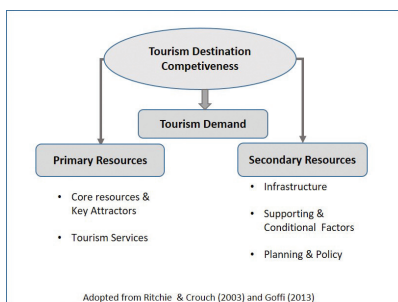 Tourism Destination
Competiveness
Tourism Demand
Primary Resources
Secondary Resources
• Core resources &
Key Attractors
• Tourism Services
• Infrastructure
• Supporting &
Conditional Factors
• Planning & Policy
Adopted from Ritchie & Crouch (2003) and Goffi (2013)